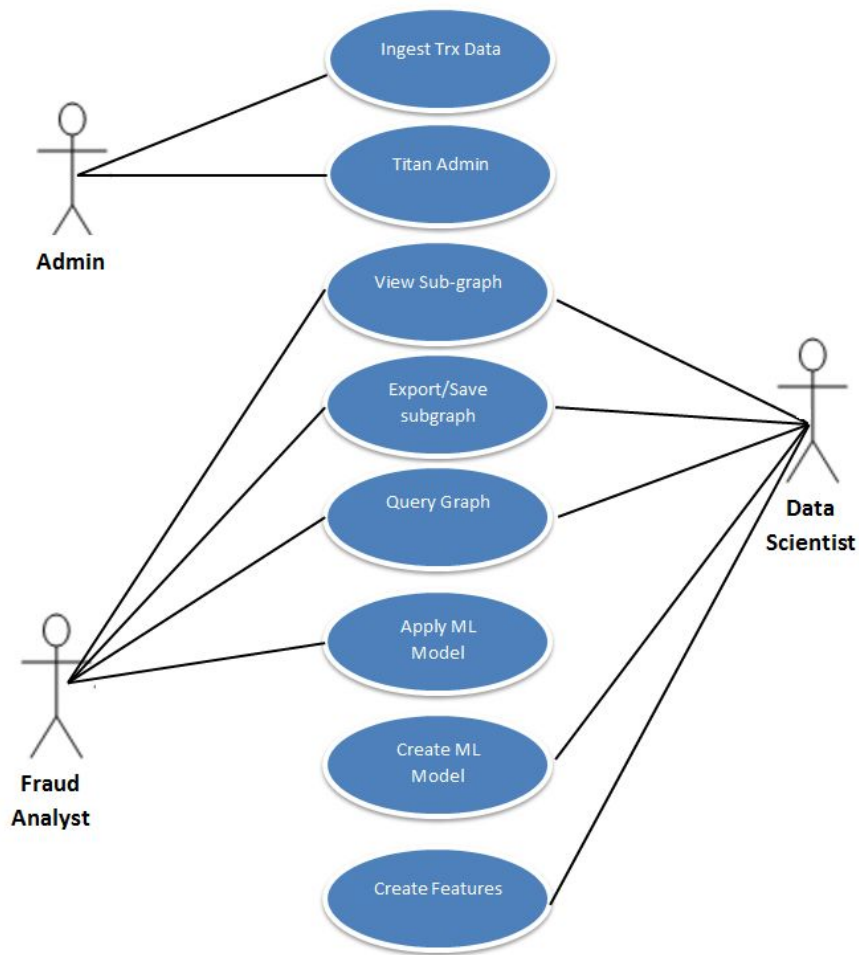 Ingest Trx Data
Titan Admin
Admin
View Sub-graph
Export/Save
subgraph
Query Graph
Data
Scientist
Apply ML
Model
Create ML
Model
Fraud
Analyst
Create Features